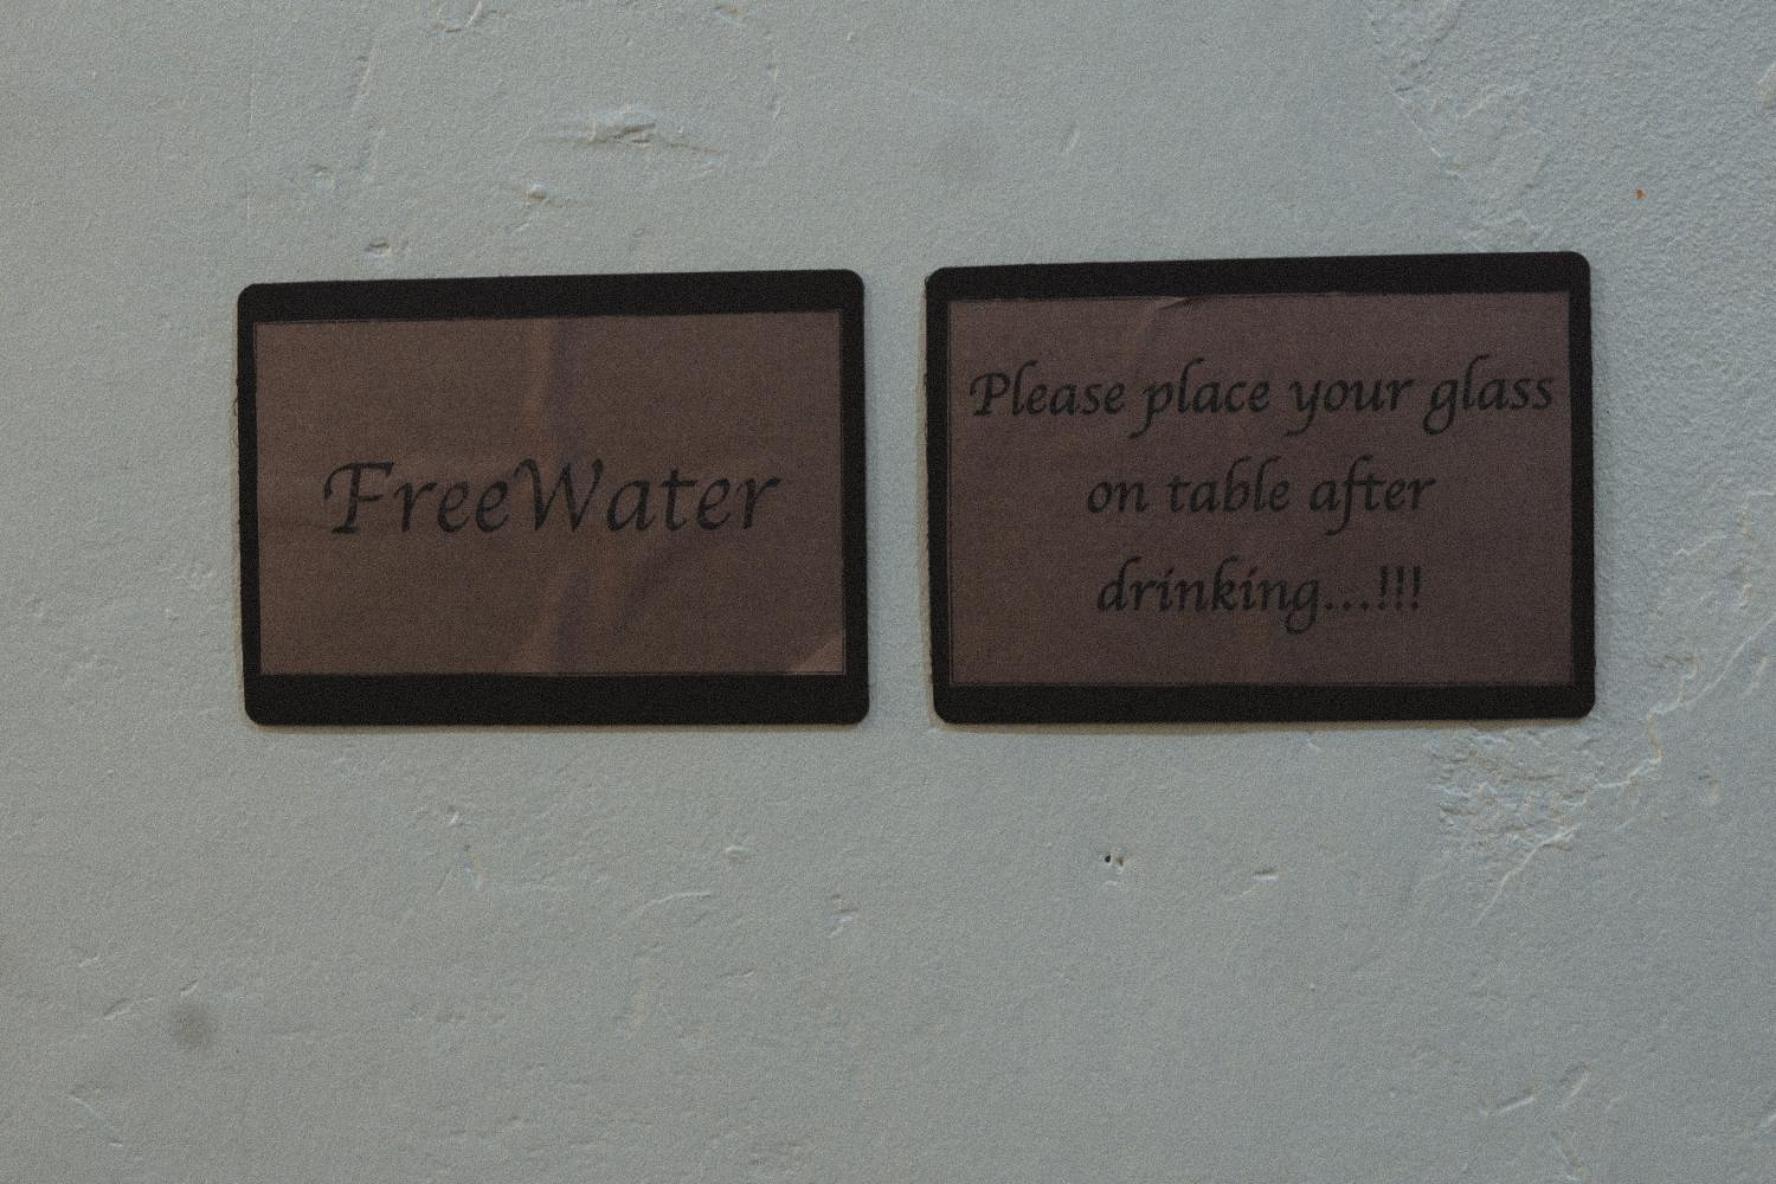 FreeWater
Please place your glass
on table after
drinking...!!!